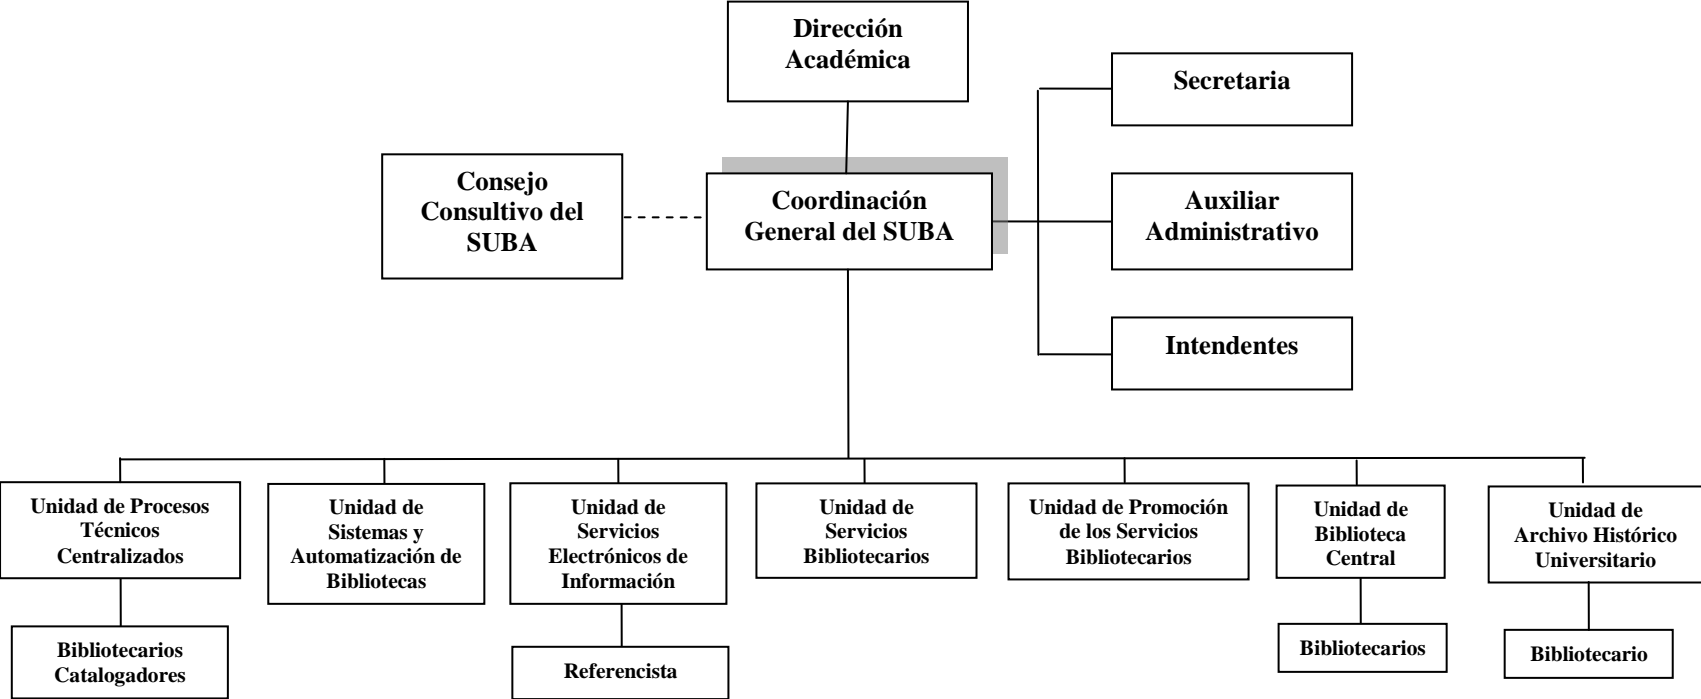 Dirección
Académica
Secretaria
Consejo
Consultivo del
SUBA
Coordinación
General del SUBA
Auxiliar
Administrativo
Intendentes
Unidad de Procesos
Técnicos
Centralizados
Unidad de
Sistemas y
Automatización de
Bibliotecas
Unidad de
Servicios
Electrónicos de
Información
Unidad de
Servicios
Bibliotecarios
Unidad de Promoción
de los Servicios
Bibliotecarios
Unidad de
Biblioteca
Central
Unidad de
Archivo Histórico
Universitario
Bibliotecarios
Catalogadores
Referencista
Bibliotecarios
Bibliotecario